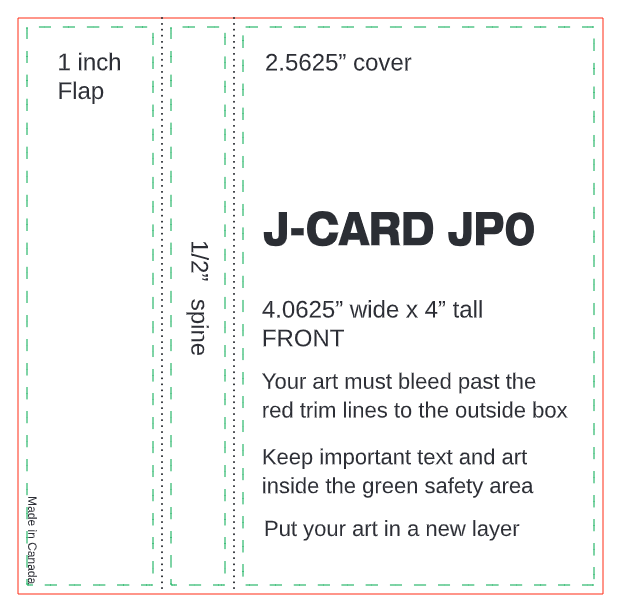 1 inch
Flap
Made in Canada
1/2” spine
2.5625” cover
J-CARD JP0
4.0625” wide x 4” tall
FRONT
Your art must bleed past the
red trim lines to the outside box
Keep important text and art
inside the green safety area
Put your art in a new layer